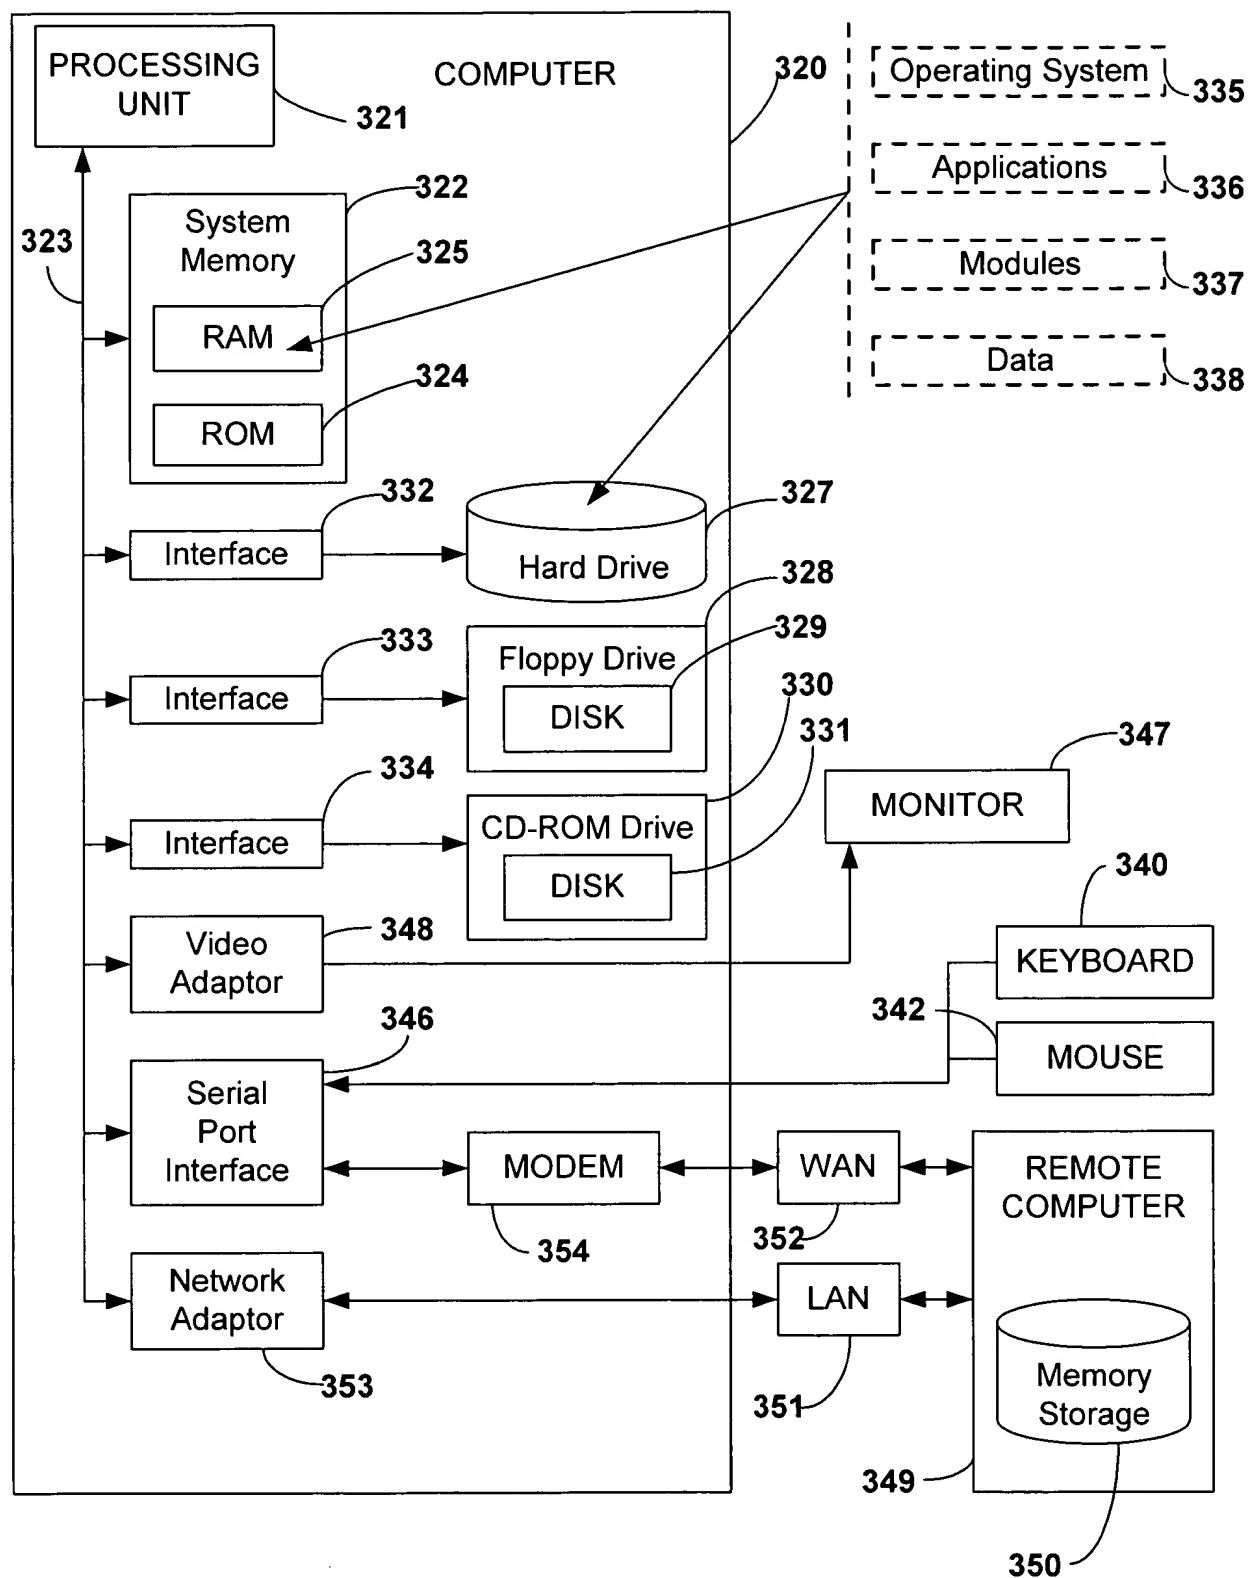 PROCESSING
UNIT
321
COMPUTER
320
Operating System
335
Applications
336
Modules
337
Data
338
323
System
Memory
322
325
RAM
324
ROM
332
Interface
Hard Drive
327
328
333
Interface
Floppy Drive
329
DISK
330
331
334
Interface
CD-ROM Drive
DISK
347
MONITOR
348
Video
Adaptor
340
KEYBOARD
342
MOUSE
346
Serial
Port
Interface
MODEM
354
WAN
352
REMOTE
COMPUTER
Network
Adaptor
353
LAN
351
Memory
Storage
349
350